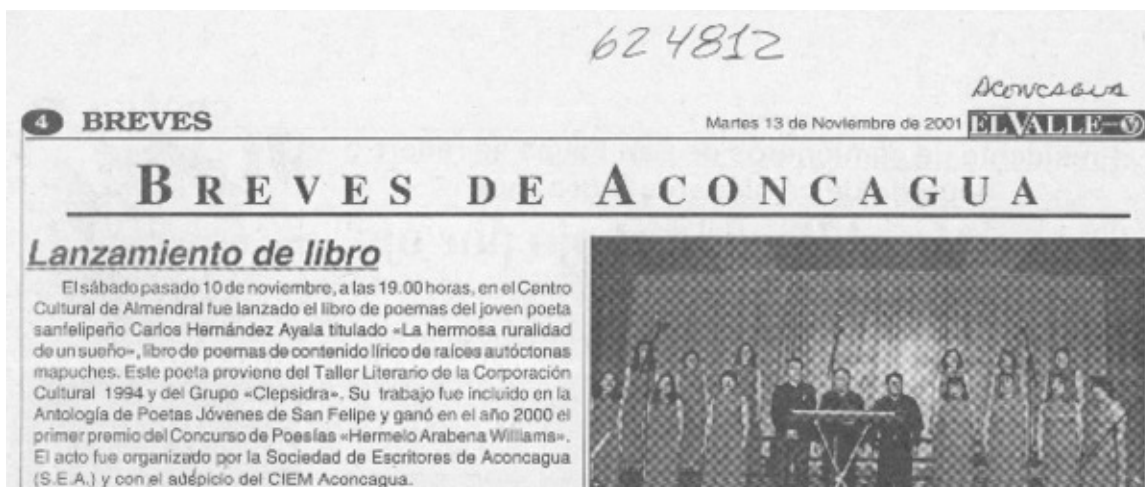 624812
Aconcagua
4 BREVES
Martes 13 de Noviembre de 2001 EL VALLE
BREVES DE ACONCAGUA
Lanzamiento de libro
El sábado pasado 10 de noviembre, a las 19.00 horas, en el Centro
Cultural de Almendral fue lanzado el libro de poemas del joven poeta
sanfelipeño Carlos Hernández Ayala titulado «La hermosa ruralidad
de un sueño», libro de poemas de contenido lírico de raíces autóctonas
mapuches. Este poeta proviene del Taller Literario de la Corporación
Cultural 1994 y del Grupo «Clepsidra». Su trabajo fue incluido en la
Antología de Poetas Jóvenes de San Felipe y ganó en el año 2000 el
primer premio del Concurso de Poesías «Hermelo Arabena Williams».
El acto fue organizado por la Sociedad de Escritores de Aconcagua
(S.E.A.) y con el auspicio del CIEM Aconcagua.